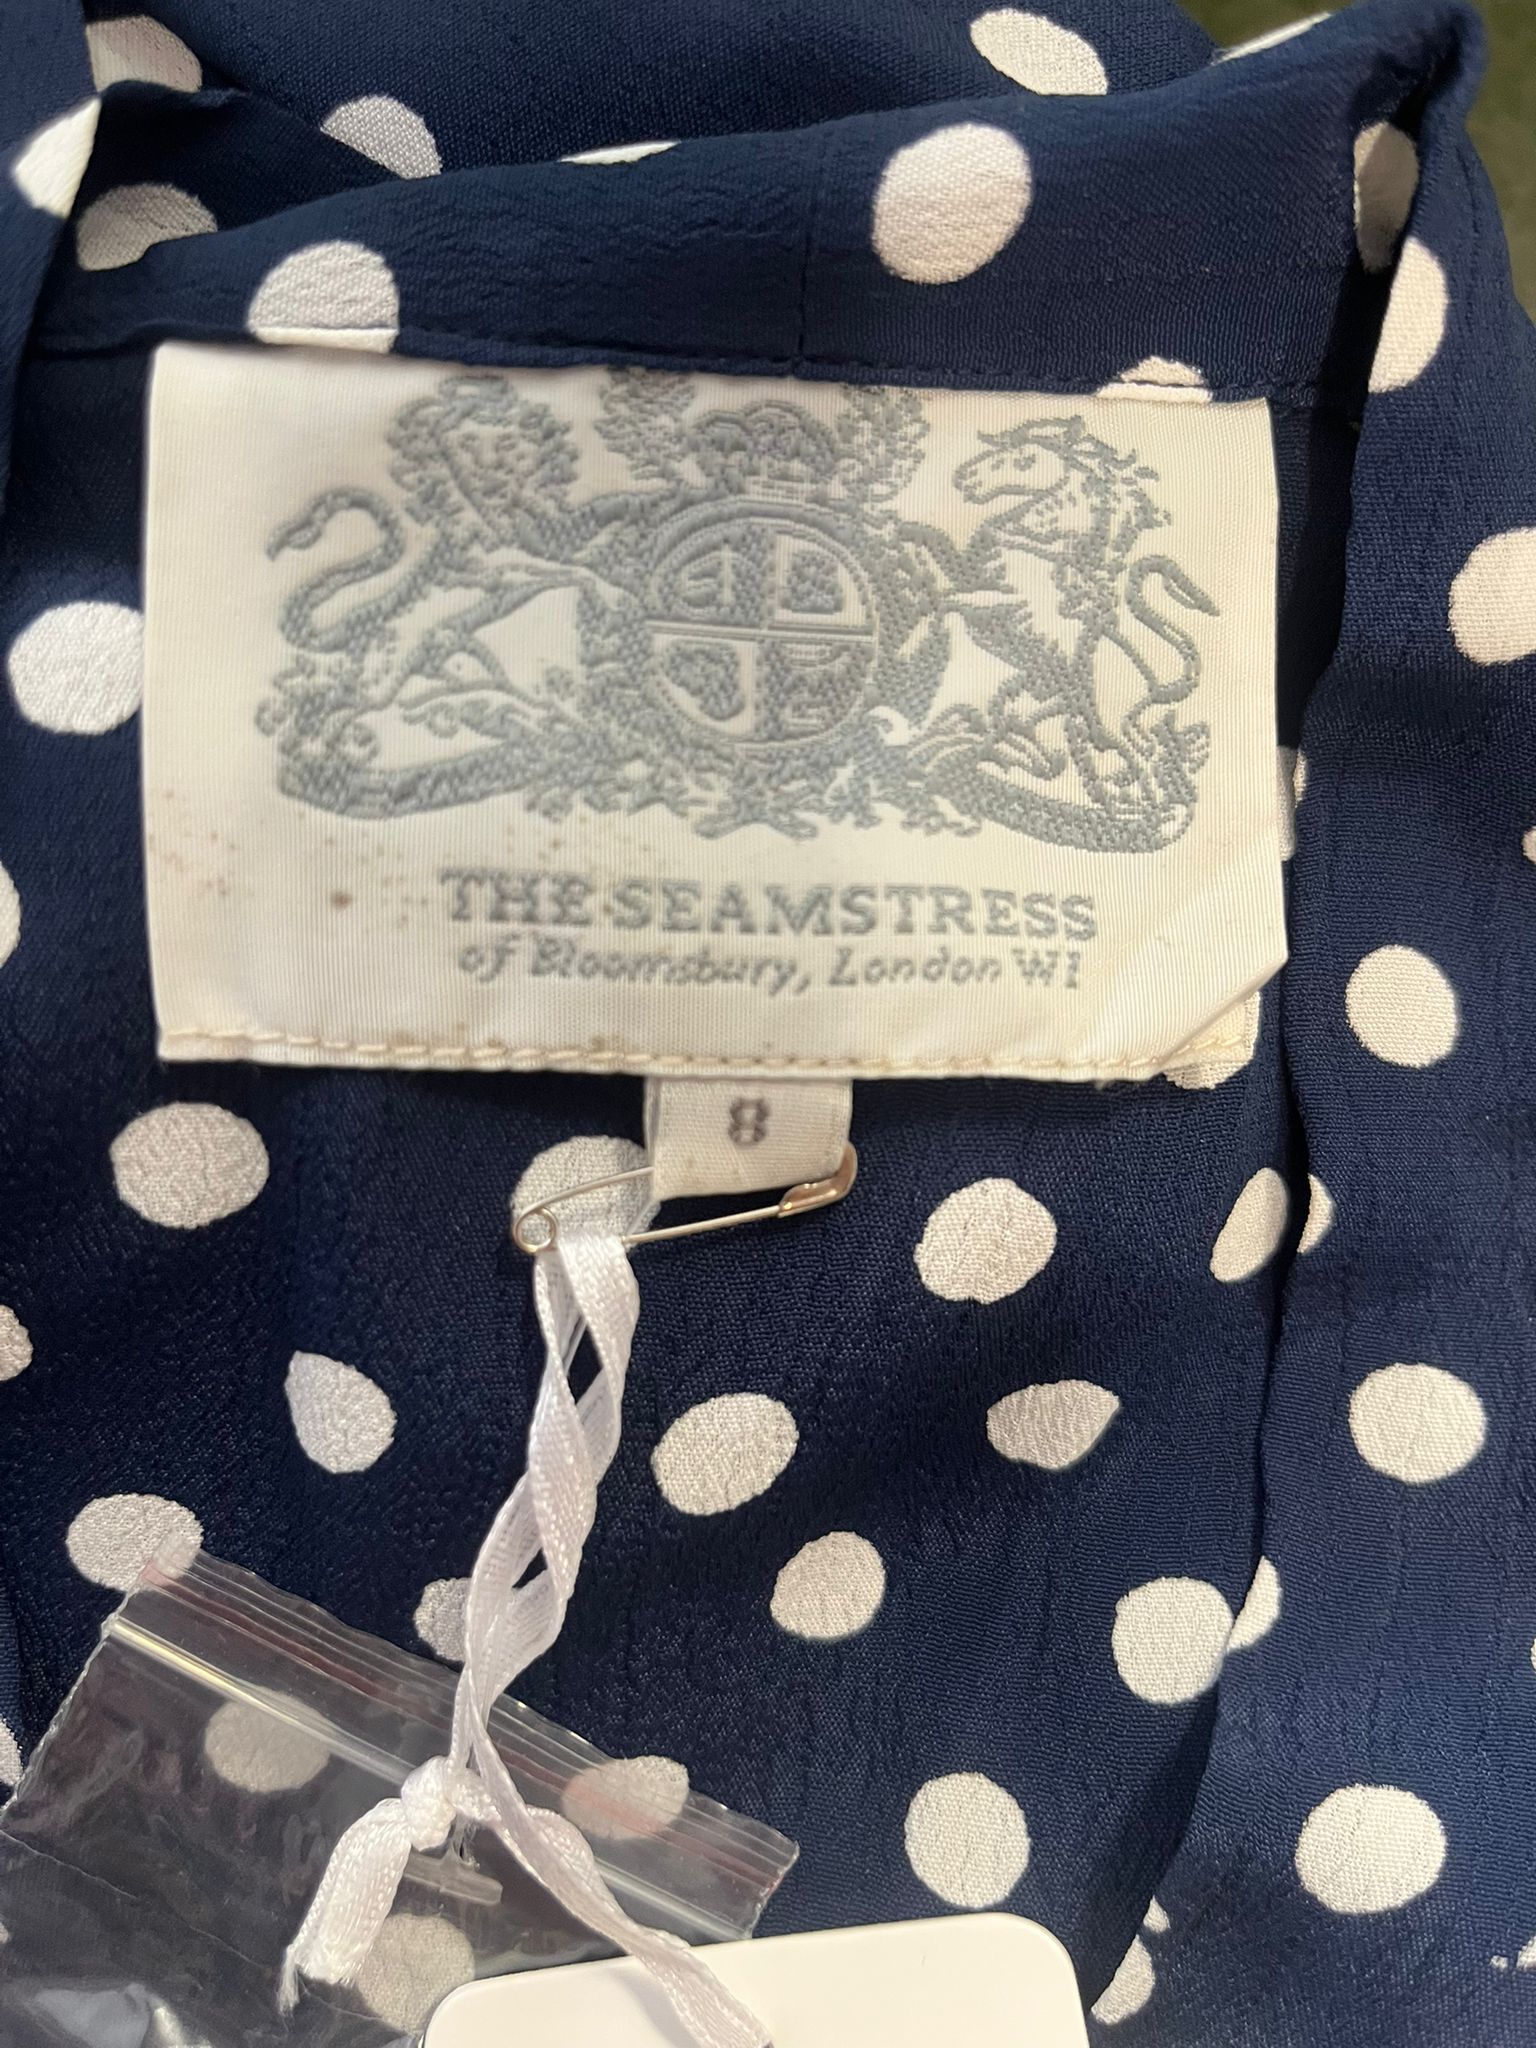 THE SEAMSTRESS
of Bloomsbury, London W1
8